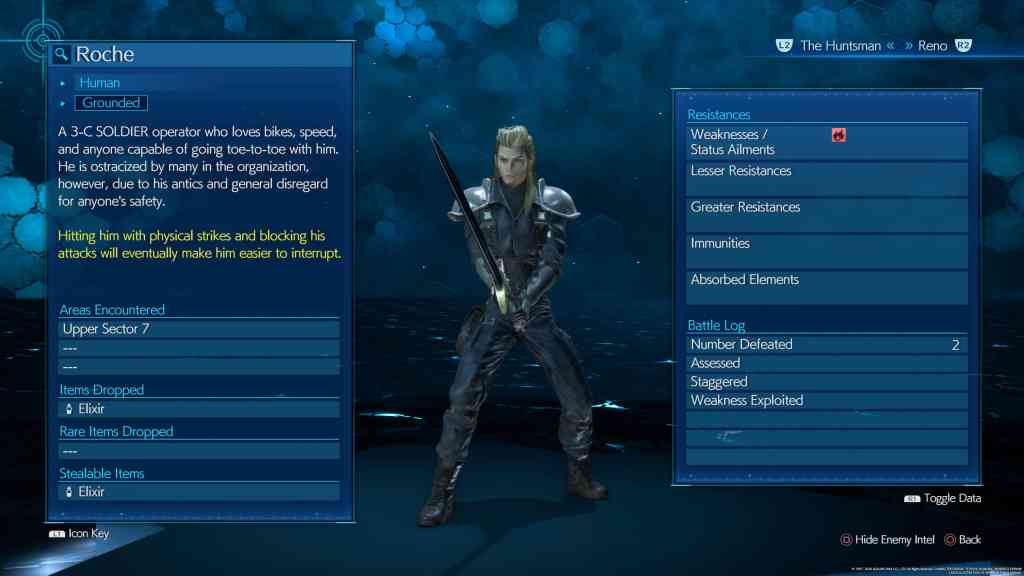 Roche
Human
Grounded
A 3-C SOLDIER operator who loves bikes, speed,
and anyone capable of going toe-to-toe with him.
He is ostracized by many in the organization,
however, due to his antics and general disregard
for anyone's safety.
Hitting him with physical strikes and blocking his
attacks will eventually make him easier to interrupt.
Areas Encountered
Upper Sector 7
---
---
Items Dropped
Elixir
Rare Items Dropped
---
Stealable Items
Elixir
L1 Icon Key
L2 The Huntsman « » Reno R2
Resistances
Weaknesses /
Status Ailments
Lesser Resistances
Greater Resistances
Immunities
Absorbed Elements
Battle Log
Number Defeated 2
Assessed
Staggered
Weakness Exploited
R1 Toggle Data
Hide Enemy Intel Back